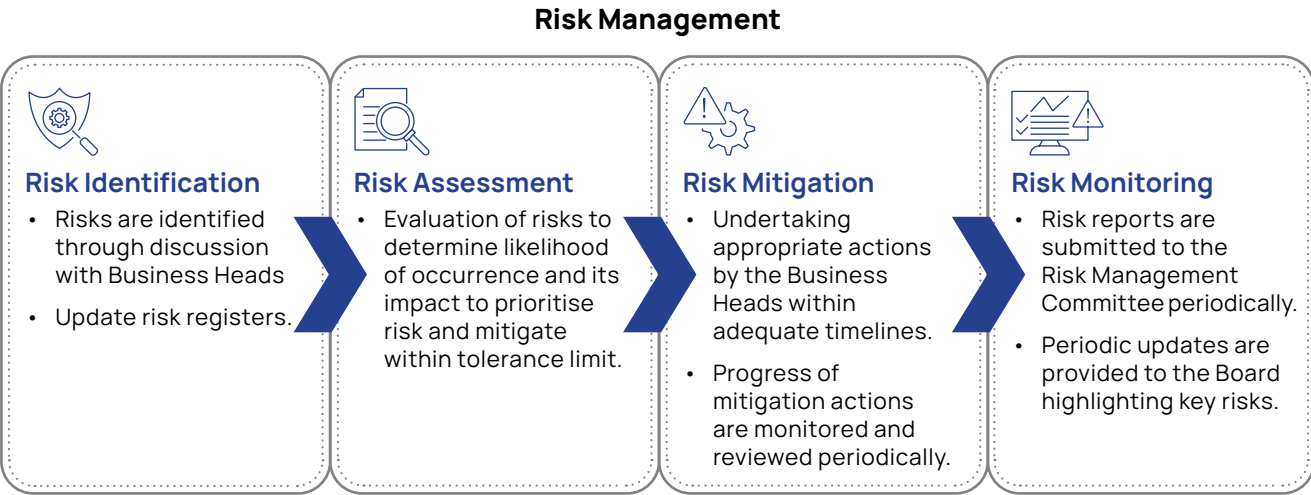 Risk Management
Risk Identification
• Risks are identified
through discussion
with Business Heads
• Update risk registers.
Risk Assessment
• Evaluation of risks to
determine likelihood
of occurrence and its
impact to prioritise
risk and mitigate
within tolerance limit.
Risk Mitigation
• Undertaking
appropriate actions
by the Business
Heads within
adequate timelines.
• Progress of
mitigation actions
are monitored and
reviewed periodically.
Risk Monitoring
• Risk reports are
submitted to the
Risk Management
Committee periodically.
• Periodic updates are
provided to the Board
highlighting key risks.